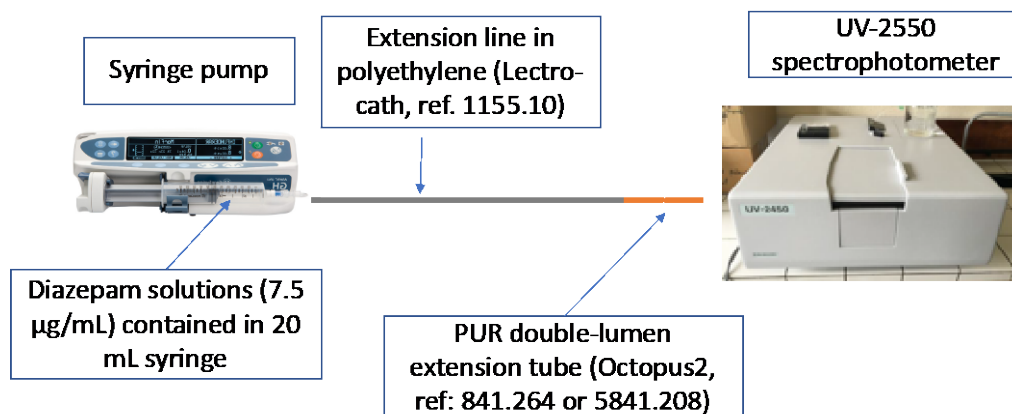 Syringe pump
Extension line in
polyethylene (Lectro-
cath, ref. 1155.10)
UV-2550
spectrophotometer
UV-2450
Diazepam solutions (7.5
µg/mL) contained in 20
mL syringe
PUR double-lumen
extension tube (Octopus2,
ref: 841.264 or 5841.208)